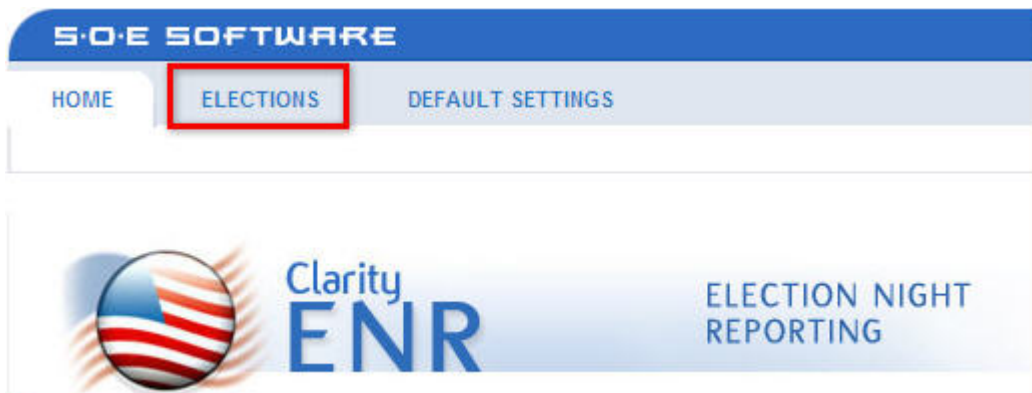 S·O·E SOFTWARE
HOME ELECTIONS DEFAULT SETTINGS
Clarity
ENR
ELECTION NIGHT
REPORTING